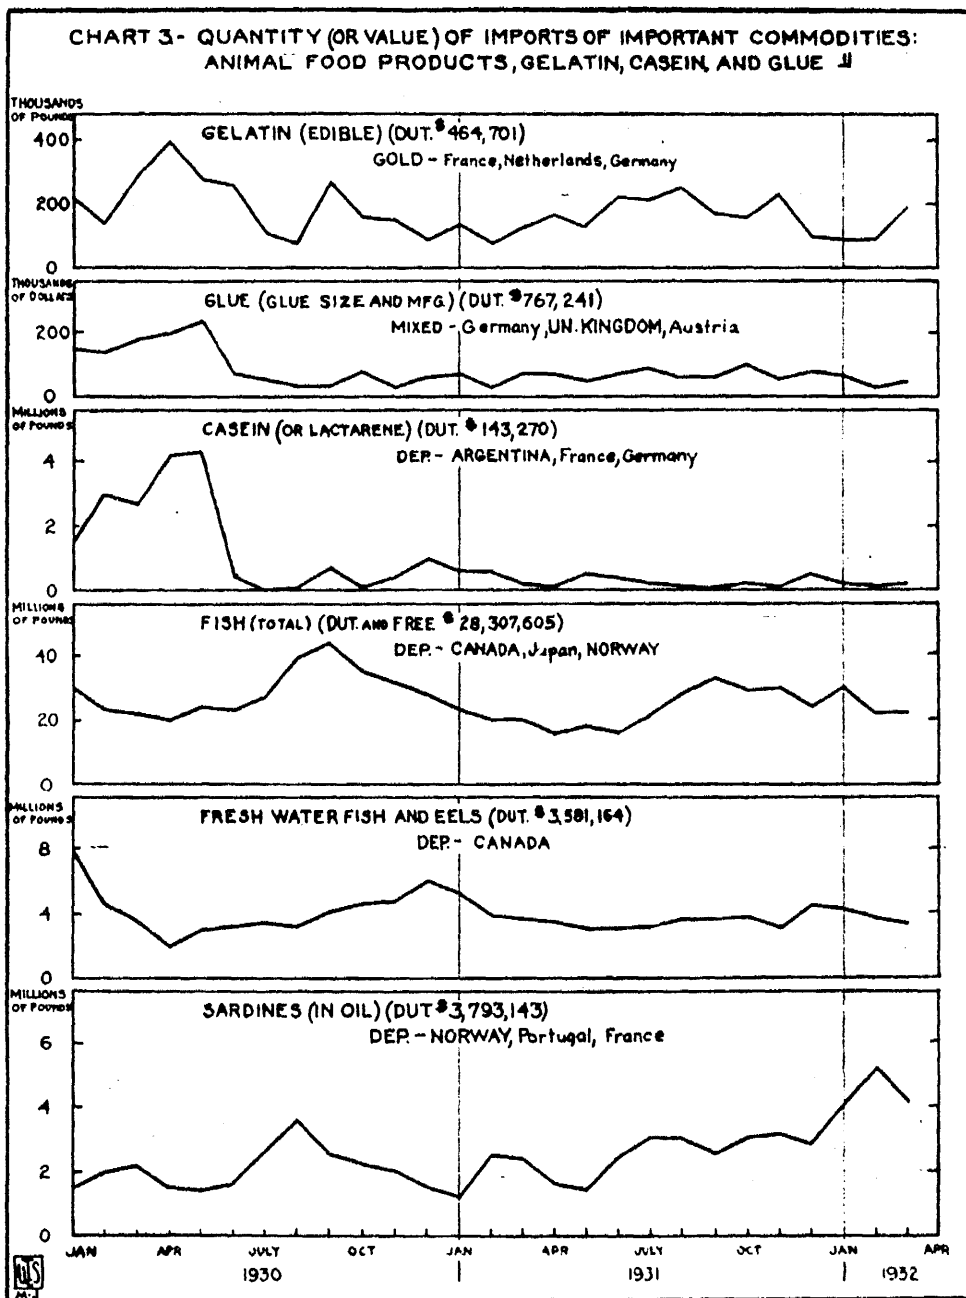 CHART 3- QUANTITY (OR VALUE) OF IMPORTS OF IMPORTANT COMMODITIES:
ANIMAL FOOD PRODUCTS, GELATIN, CASEIN, AND GLUE 1/
THOUSANDS
OF POUNDS
GELATIN (EDIBLE) (DUT. $464,701)
GOLD - France, Netherlands, Germany
400
200
0
THOUSANDS
OF DOLLARS
GLUE (GLUE SIZE AND MFG.) (DUT. $767,241)
MIXED - Germany, UN. KINGDOM, Austria
200
0
MILLIONS
OF POUNDS
CASEIN (OR LACTARENE) (DUT. $143,270)
DEP. - ARGENTINA, France, Germany
4
2
0
MILLIONS
OF POUNDS
FISH (TOTAL) (DUT. AND FREE $28,307,605)
DEP. - CANADA, Japan, NORWAY
40
20
0
MILLIONS
OF POUNDS
FRESH WATER FISH AND EELS (DUT. $3,581,164)
DEP. - CANADA
8
4
0
MILLIONS
OF POUNDS
SARDINES (IN OIL) (DUT $3,793,143)
DEP. - NORWAY, Portugal, France
6
4
2
0
JAN APR JULY OCT JAN APR JULY OCT JAN APR
1930 1931 1932